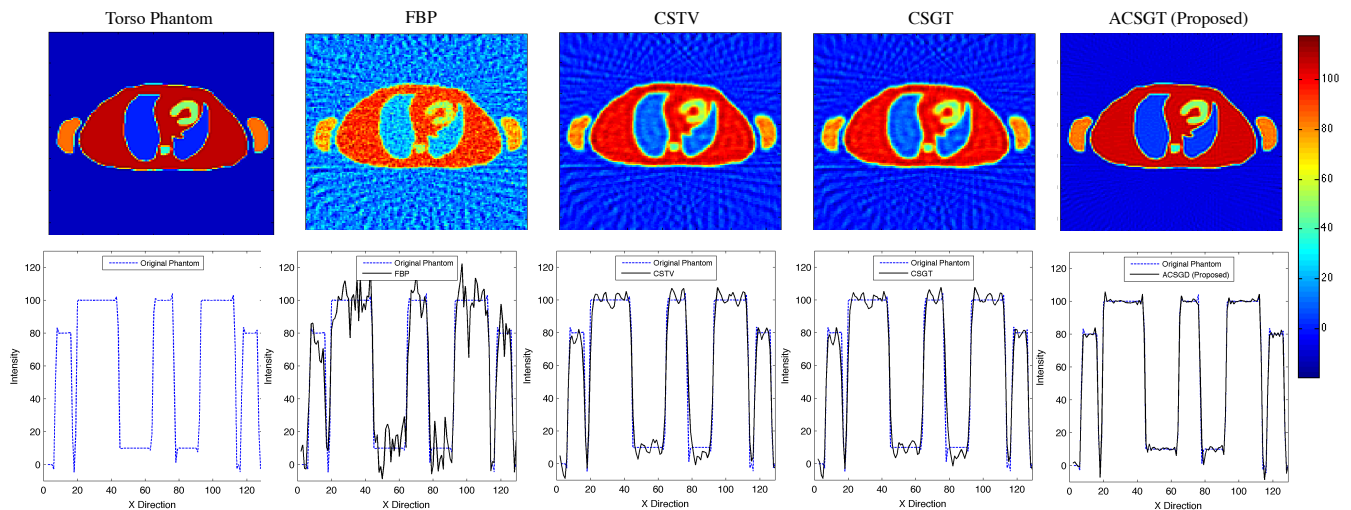 Torso Phantom
FBP
CSTV
CSGT
ACSGT (Proposed)
100
80
60
40
20
0
Original Phantom
120
100
80
60
40
20
0
Intensity
0 20 40 60 80 100 120
X Direction
Original Phantom
FBP
120
100
80
60
40
20
0
Intensity
0 20 40 60 80 100 120
X Direction
Original Phantom
CSTV
120
100
80
60
40
20
0
Intensity
0 20 40 60 80 100 120
X Direction
Original Phantom
CSGT
120
100
80
60
40
20
0
Intensity
0 20 40 60 80 100 120
X Direction
Original Phantom
ACSGD (Proposed)
120
100
80
60
40
20
0
Intensity
0 20 40 60 80 100 120
X Direction